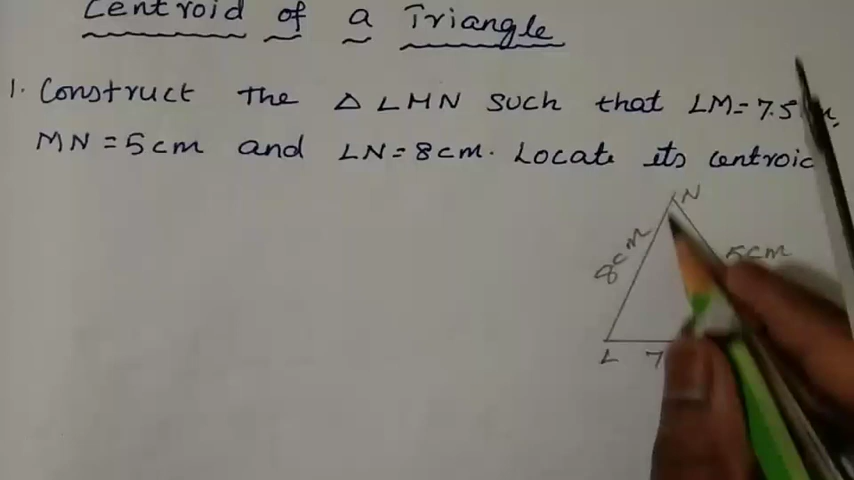 Centroid of a Triangle
1. Construct the △ LMN such that LM = 7.5
MN = 5cm and LN = 8cm. Locate its
N
8cm
5cm
L 7